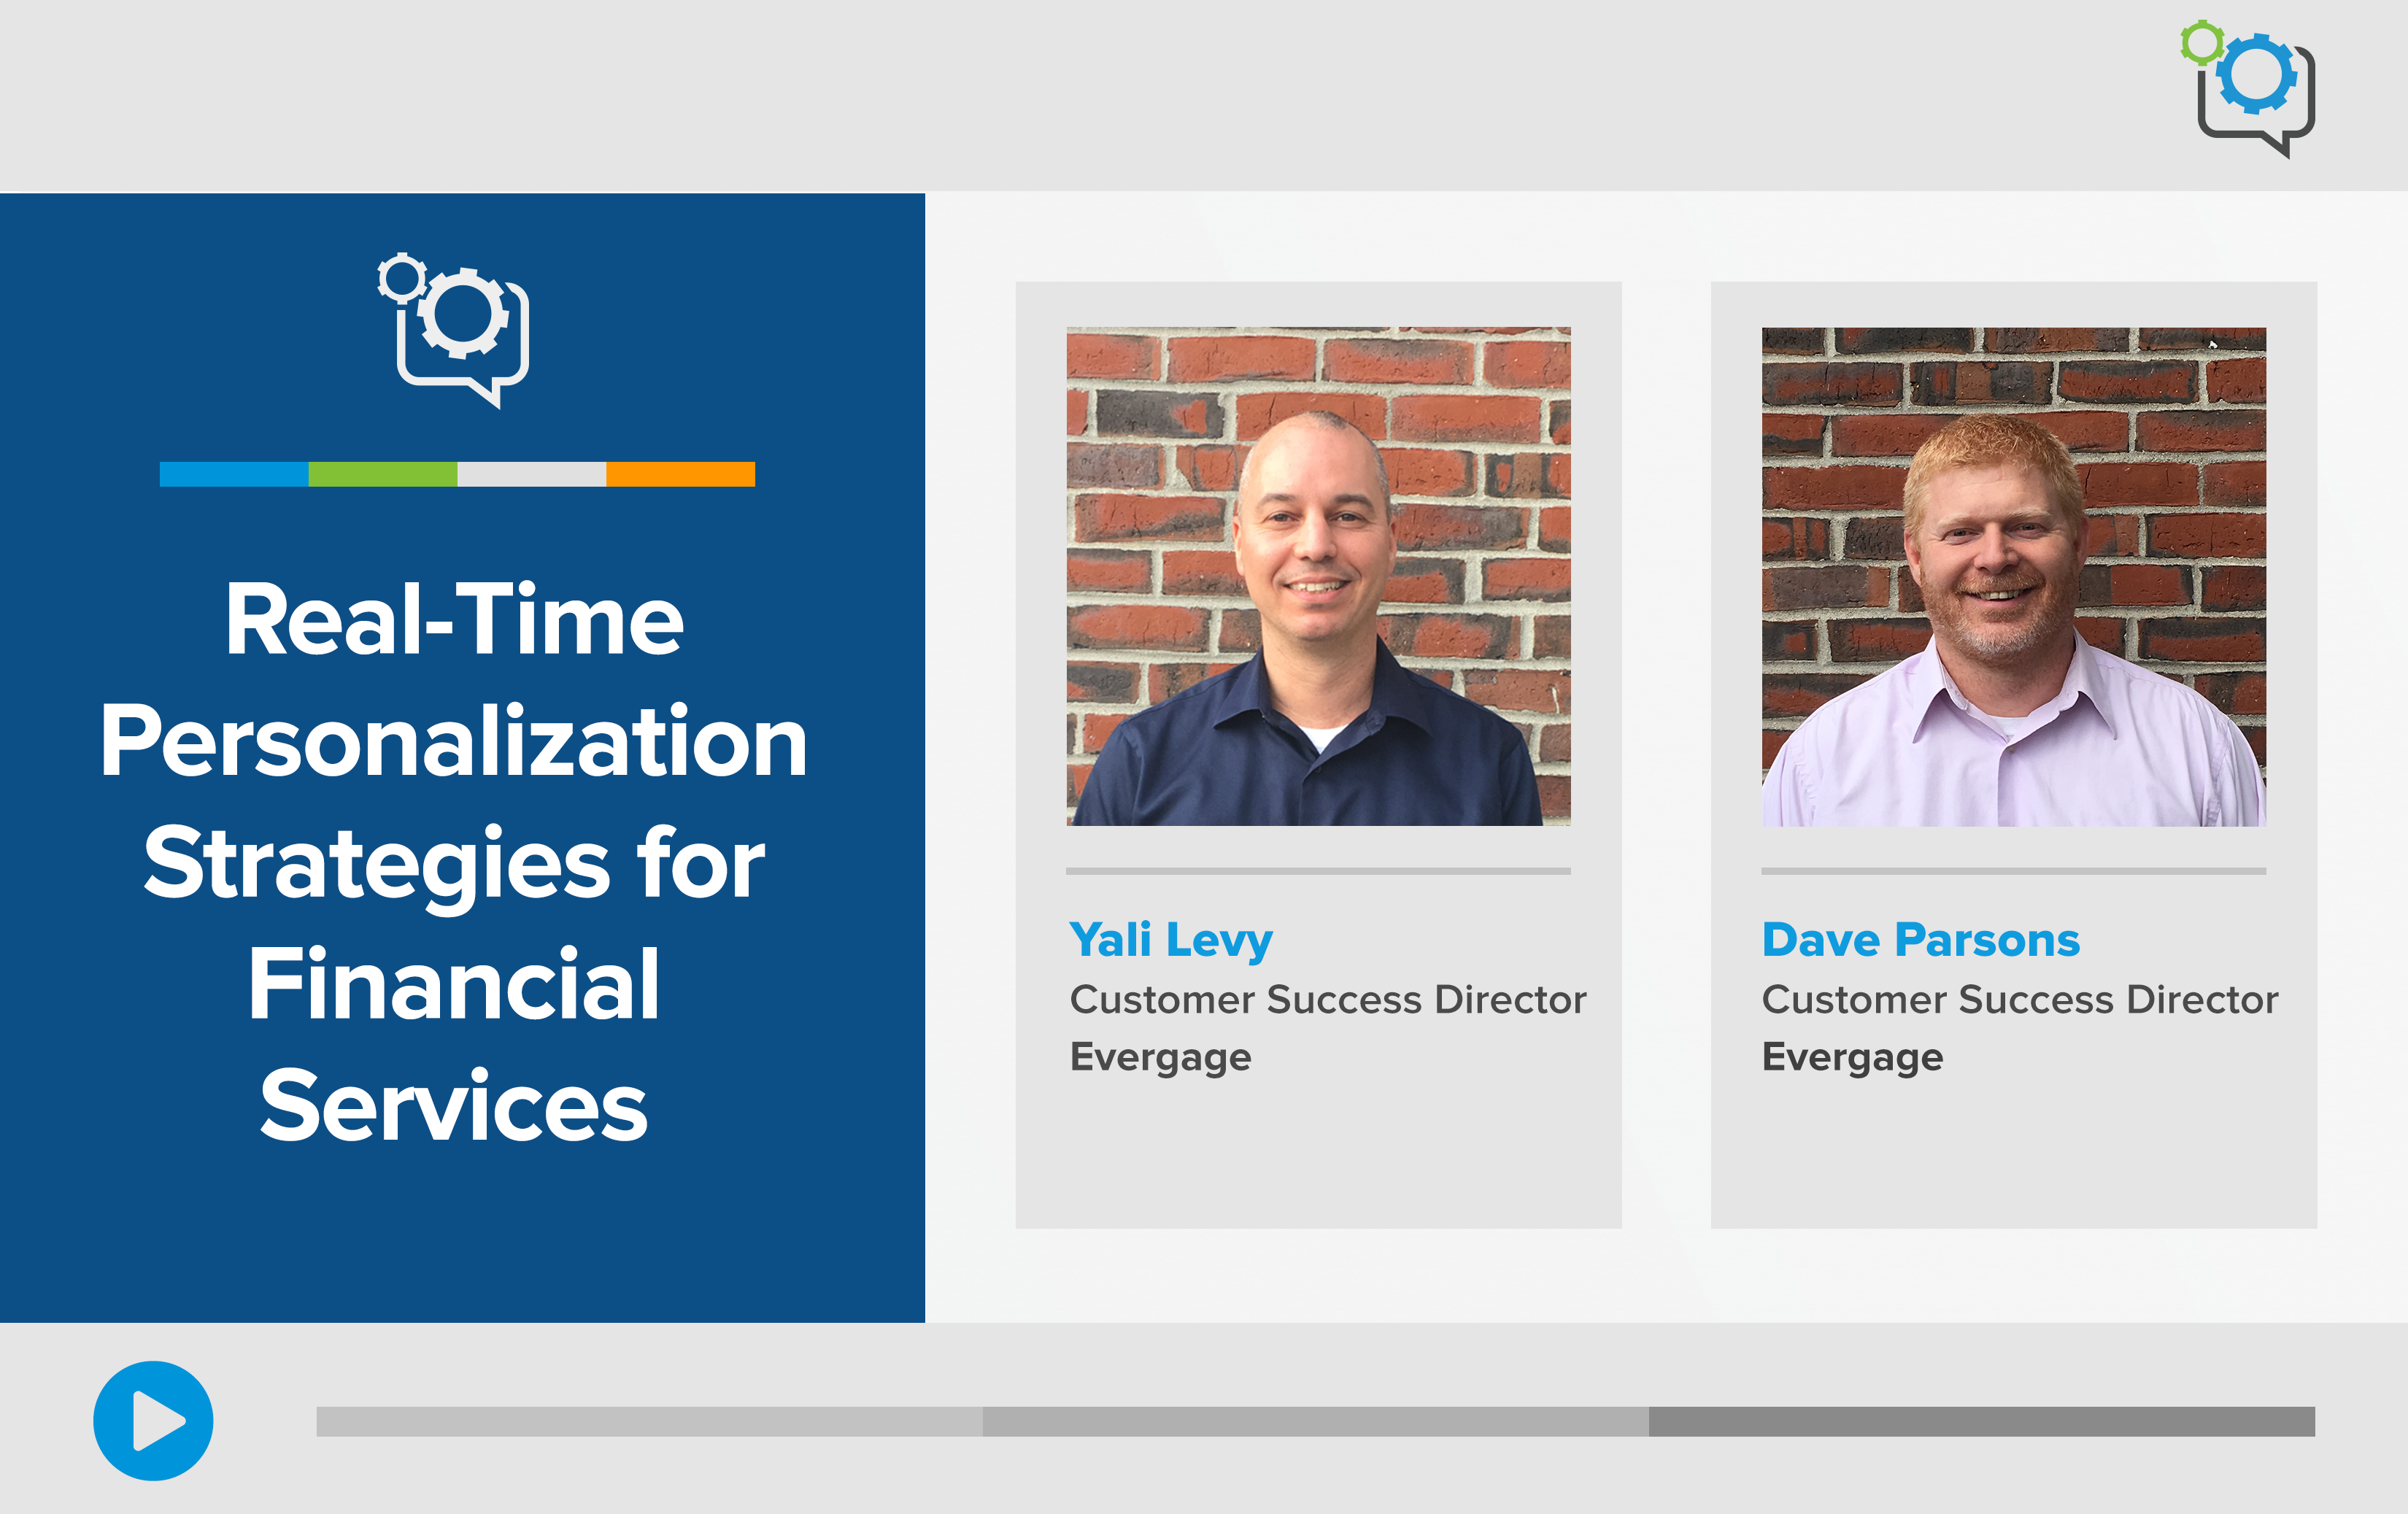 Real-Time
Personalization
Strategies for
Financial
Services
Yali Levy
Customer Success Director
Evergage
Dave Parsons
Customer Success Director
Evergage